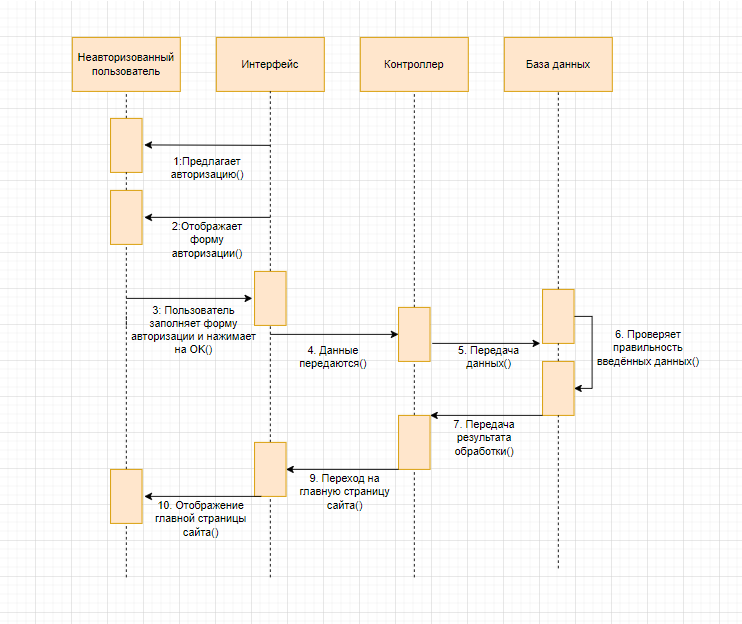 Неавторизованный
пользователь
Интерфейс
Контроллер
База данных
1:Предлагает
авторизацию()
2:Отображает
форму
авторизации()
3: Пользователь
заполняет форму
авторизации и нажимает
на OK()
4. Данные
передаются()
5. Передача
данных()
6. Проверяет
правильность
введённых данных()
7. Передача
результата
обработки()
9. Переход на
главную страницу
сайта()
10. Отображение
главной страницы
сайта()